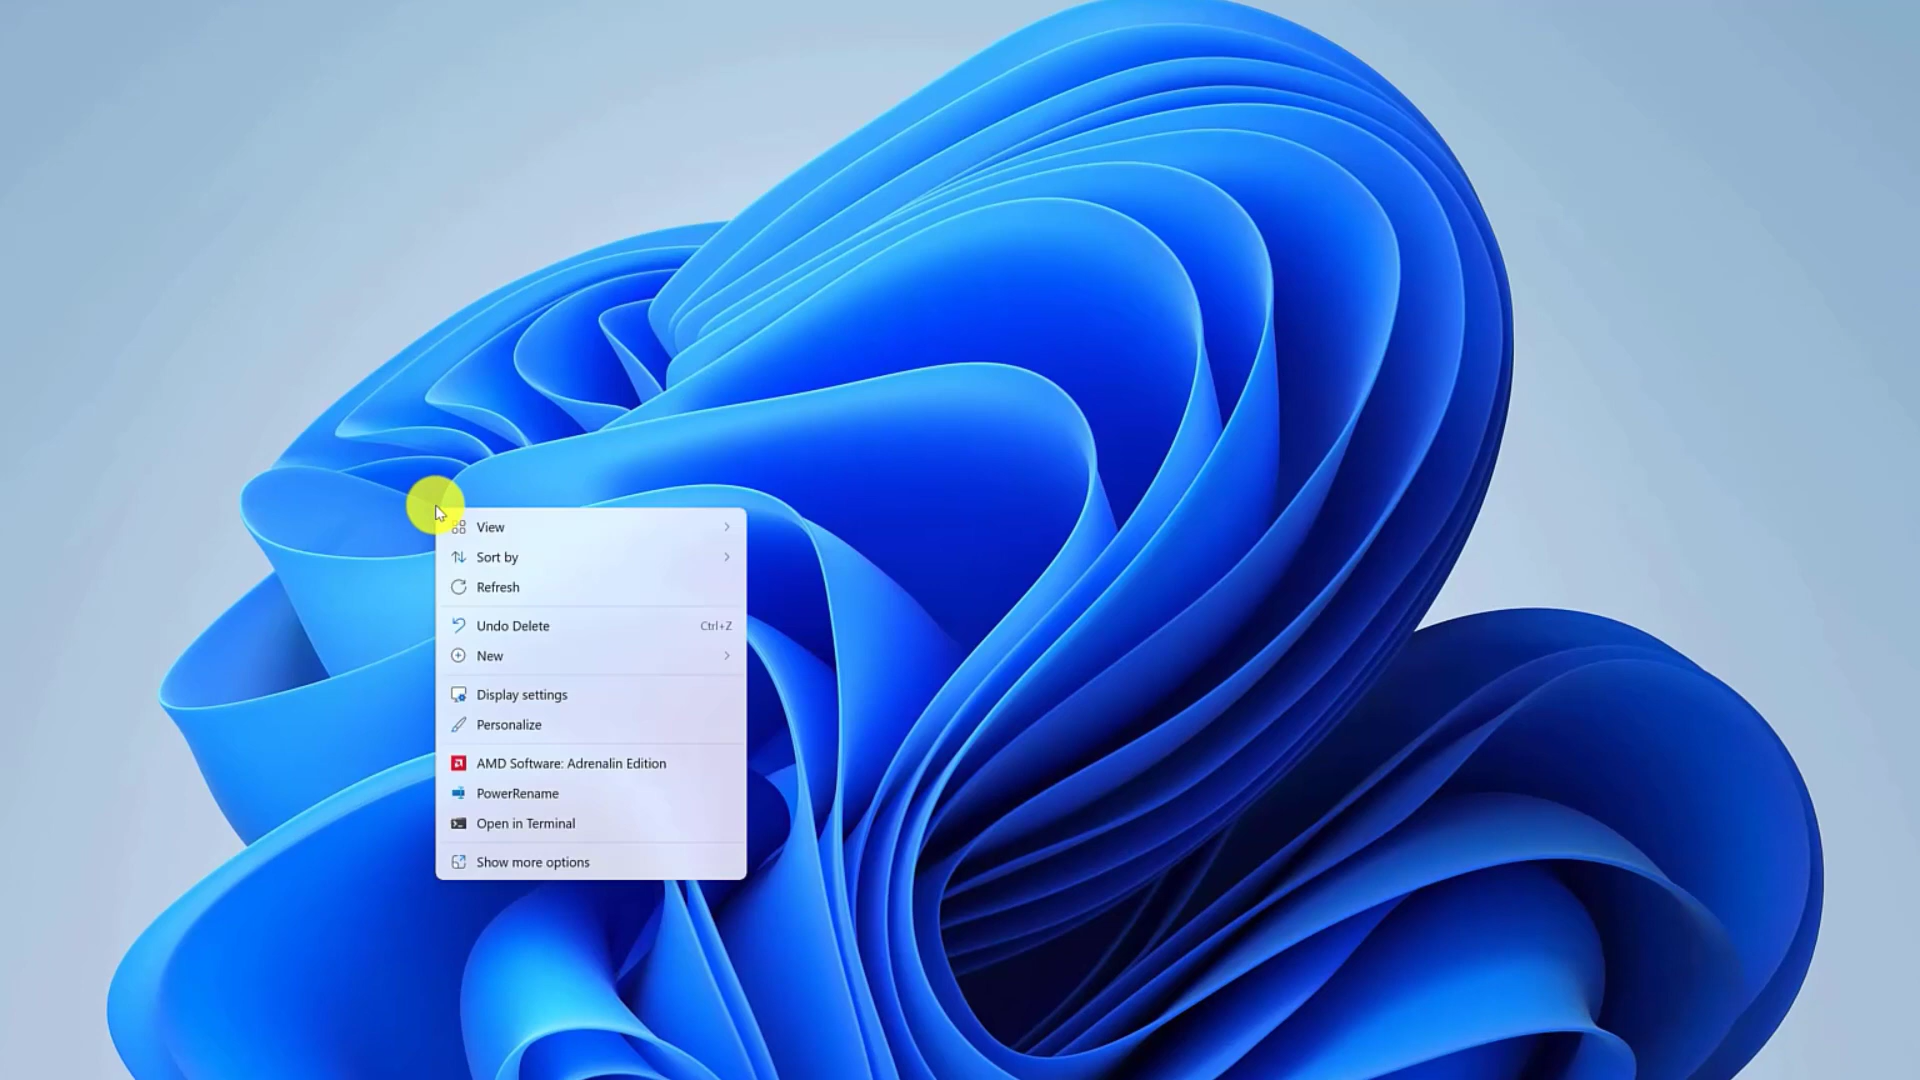 View
Sort by
Refresh
Undo Delete Ctrl+Z
New
Display settings
Personalize
AMD Software: Adrenalin Edition
PowerRename
Open in Terminal
Show more options